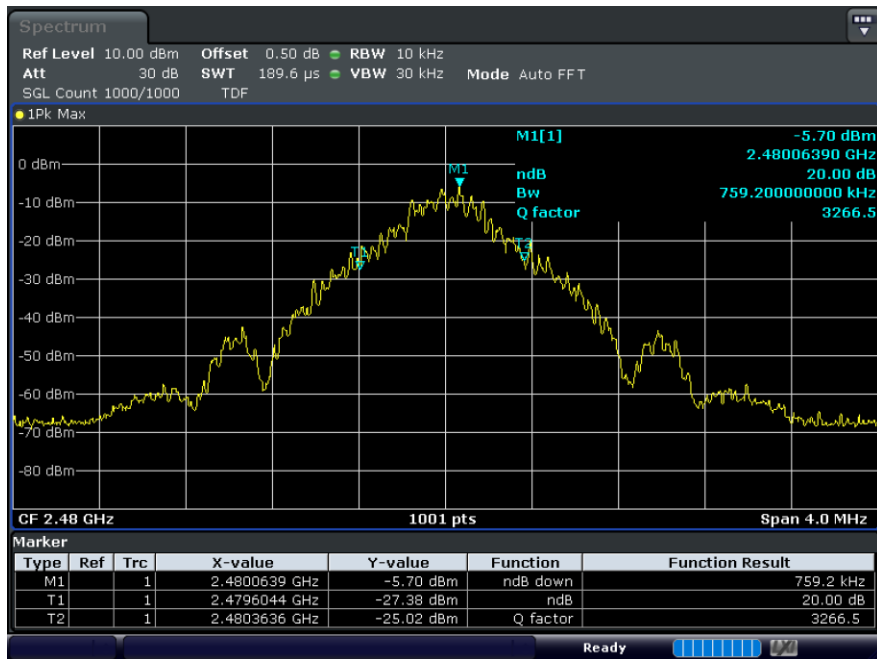 Spectrum
Ref Level 10.00 dBm Offset 0.50 dB RBW 10 kHz
Att 30 dB SWT 189.6 µs VBW 30 kHz Mode Auto FFT
SGL Count 1000/1000 TDF
1Pk Max
M1[1] -5.70 dBm
2.48006390 GHz
ndB 20.00 dB
Bw 759.200000000 kHz
Q factor 3266.5
0 dBm
M1
-10 dBm
-20 dBm
T1
T2
-30 dBm
-40 dBm
-50 dBm
-60 dBm
-70 dBm
-80 dBm
CF 2.48 GHz 1001 pts Span 4.0 MHz
Marker
Type Ref Trc X-value Y-value Function Function Result
M1 1 2.4800639 GHz -5.70 dBm ndB down 759.2 kHz
T1 1 2.4796044 GHz -27.38 dBm ndB 20.00 dB
T2 1 2.4803636 GHz -25.02 dBm Q factor 3266.5
Ready